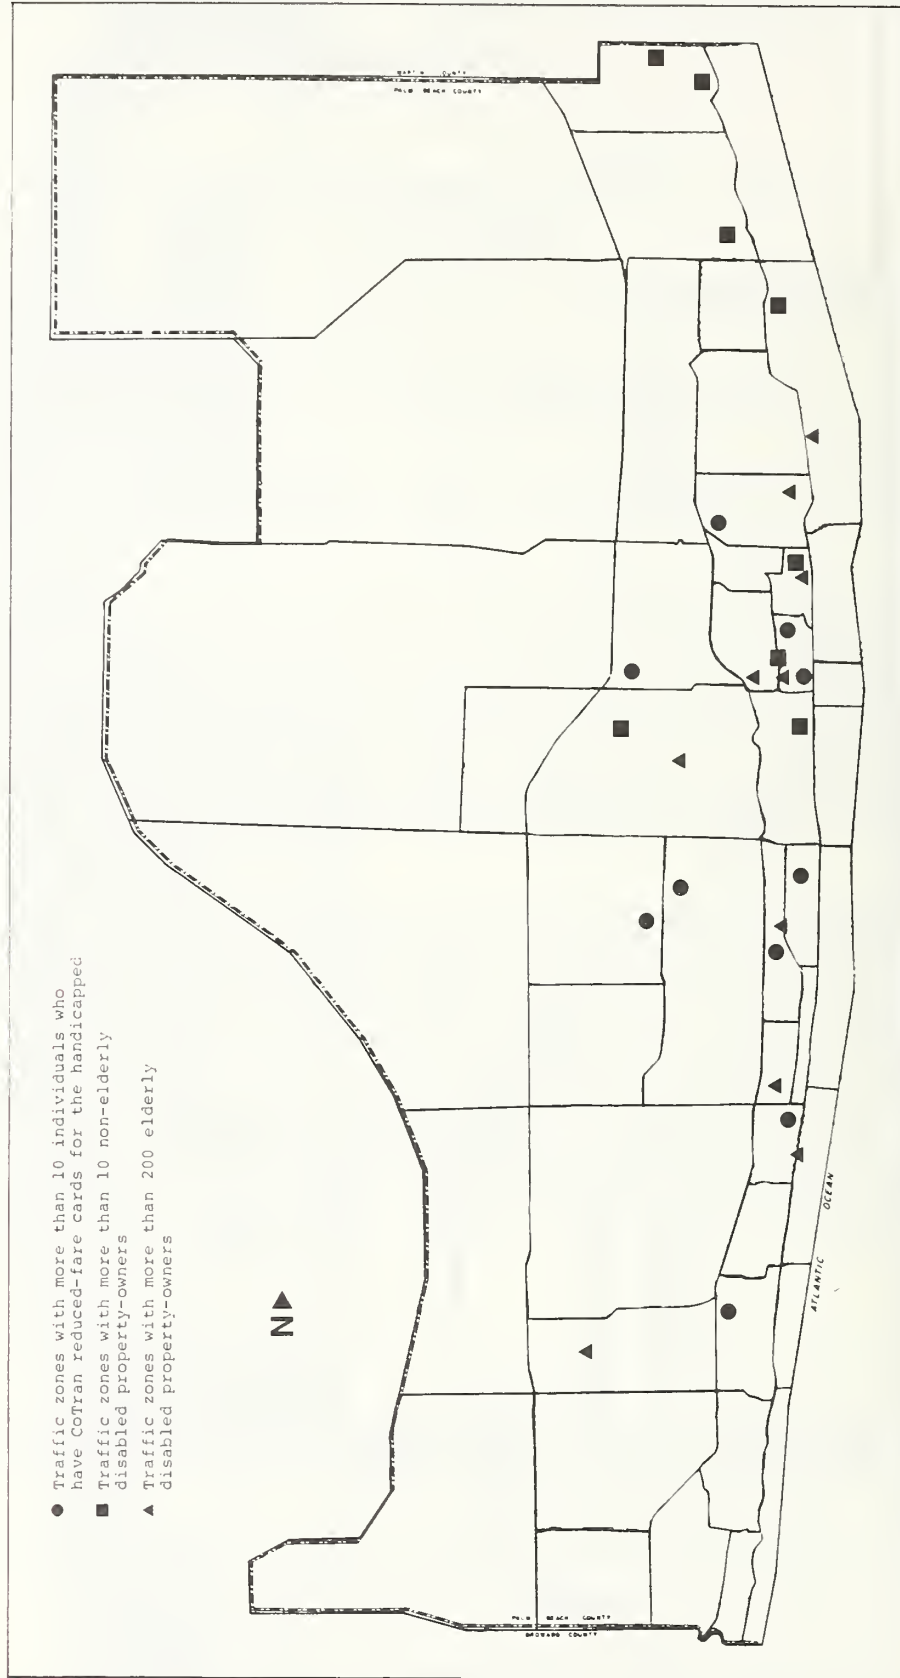 Traffic zones with more than 10 individuals who
have CoTran reduced-fare cards for the handicapped
Traffic zones with more than 10 non-elderly
disabled property-owners
Traffic zones with more than 200 elderly
disabled property-owners
N
MARTIN COUNTY
PALM BEACH COUNTY
ATLANTIC OCEAN
PALM BEACH COUNTY
BROWARD COUNTY